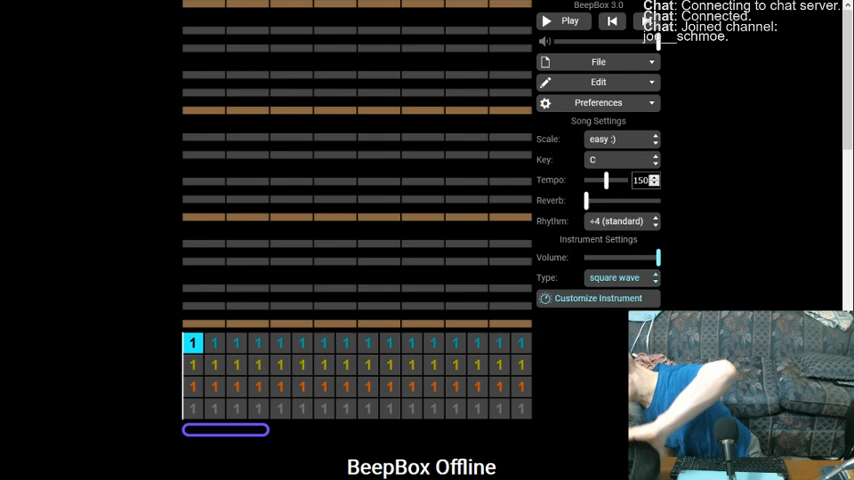 BeepBox 3.0
Chat: Connecting to chat server.
Chat: Connected.
Chat: Joined channel:
schmoe.
Play
File
Edit
Preferences
Song Settings
Scale: easy :)
Key: C
Tempo: 150
Reverb:
Rhythm: ÷4 (standard)
Instrument Settings
Volume:
Type: square wave
Customize Instrument
1 1 1 1 1 1 1 1 1 1 1 1 1 1 1 1
1 1 1 1 1 1 1 1 1 1 1 1 1 1 1 1
1 1 1 1 1 1 1 1 1 1 1 1 1 1 1 1
1 1 1 1 1 1 1 1 1 1 1 1 1 1 1 1
BeepBox Offline